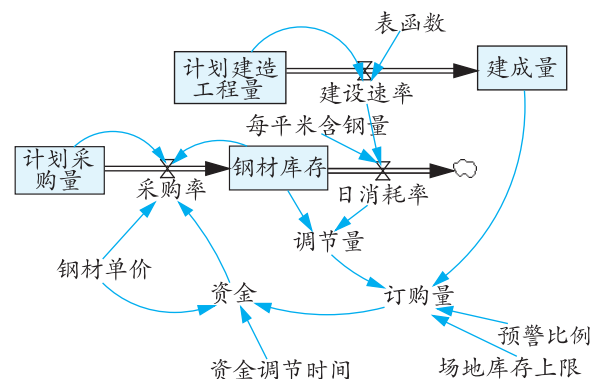 表函数
计划建造
工程量
建成量
建设速率
每平米含钢量
计划采
购量
钢材库存
采购率
日消耗率
调节量
钢材单价
资金
订购量
预警比例
场地库存上限
资金调节时间